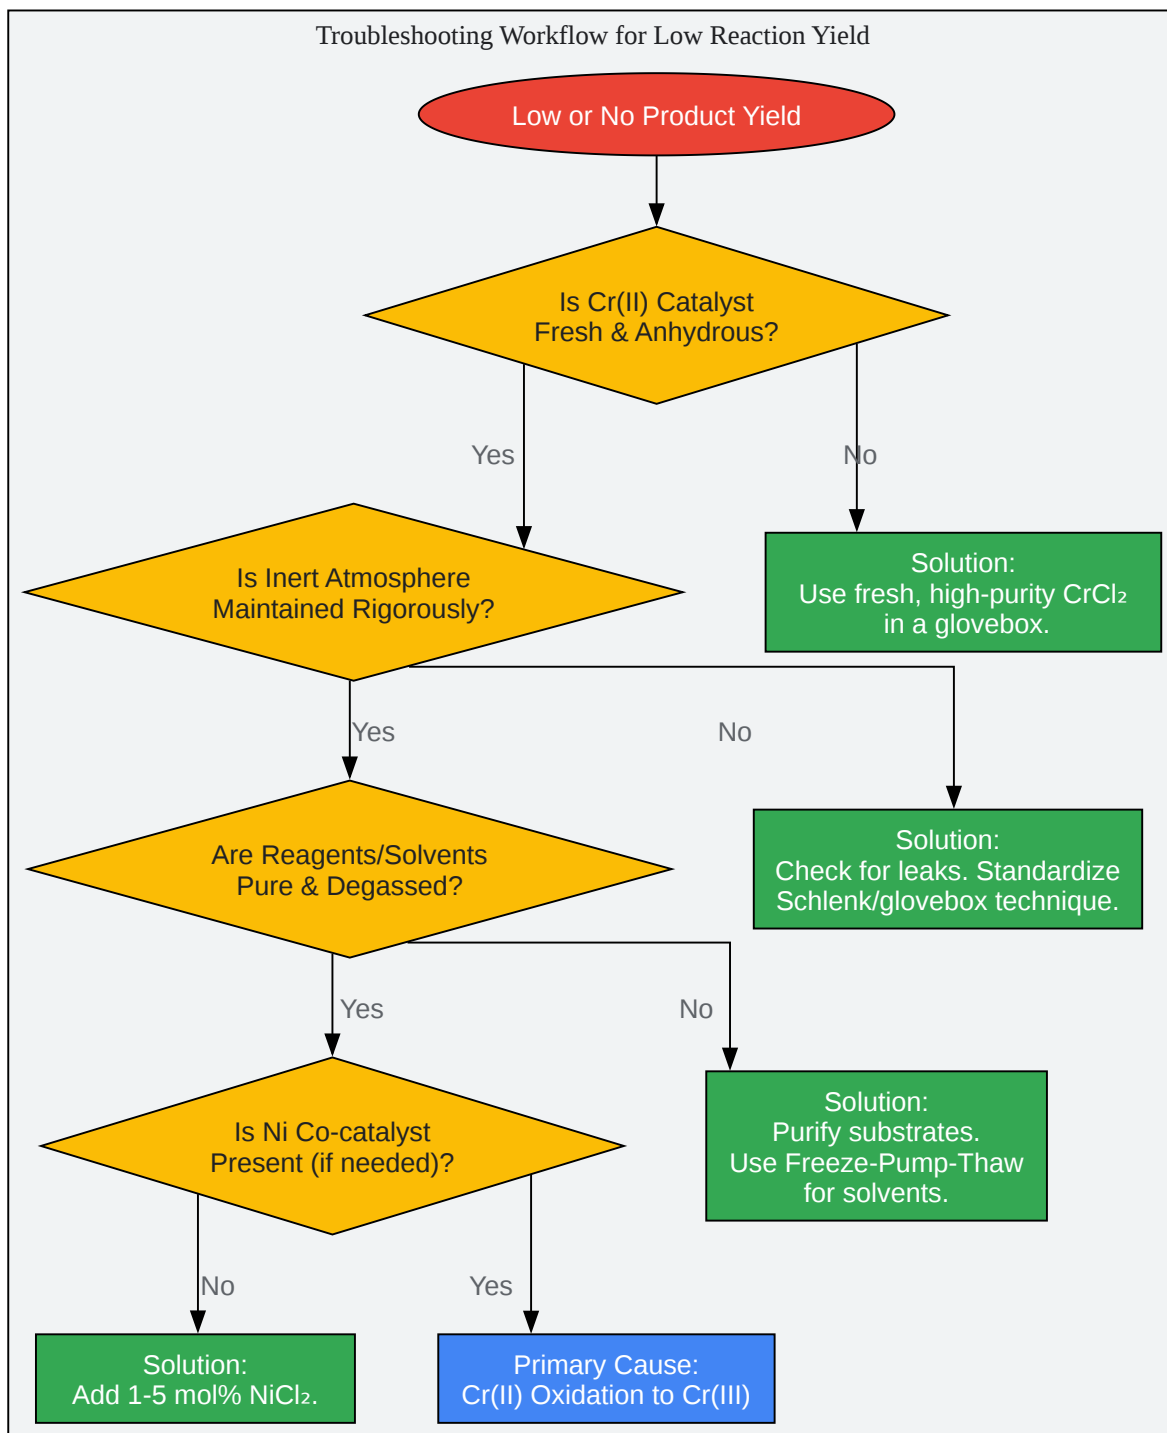 Troubleshooting Workflow for Low Reaction Yield
Low or No Product Yield
Is Cr(II) Catalyst
Fresh & Anhydrous?
Yes
No
Is Inert Atmosphere
Maintained Rigorously?
Solution:
Use fresh, high-purity CrCl₂
in a glovebox.
Yes
No
Are Reagents/Solvents
Pure & Degassed?
Solution:
Check for leaks. Standardize
Schlenk/glovebox technique.
Yes
No
Is Ni Co-catalyst
Present (if needed)?
Solution:
Purify substrates.
Use Freeze-Pump-Thaw
for solvents.
No
Yes
Solution:
Add 1-5 mol% NiCl₂.
Primary Cause:
Cr(II) Oxidation to Cr(III)